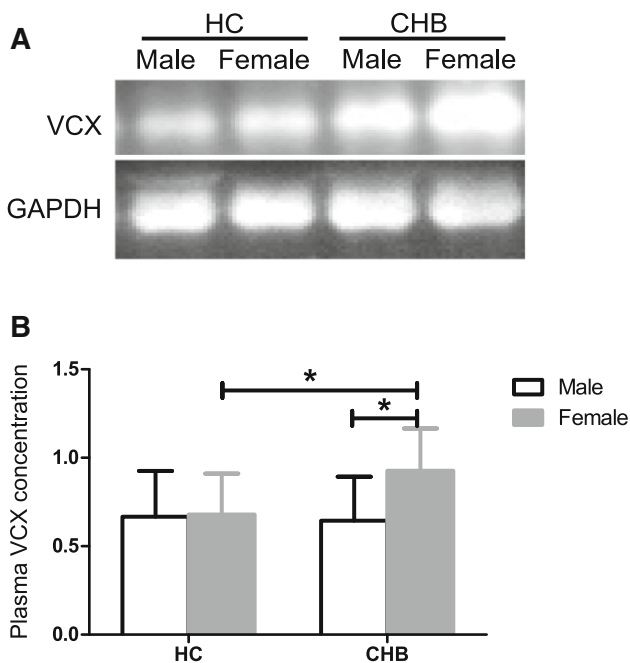 A
HC CHB
Male Female Male Female
VCX
GAPDH
B
Plasma VCX concentration
1.5
1.0
0.5
0.0
* 
*
HC CHB
Male
Female